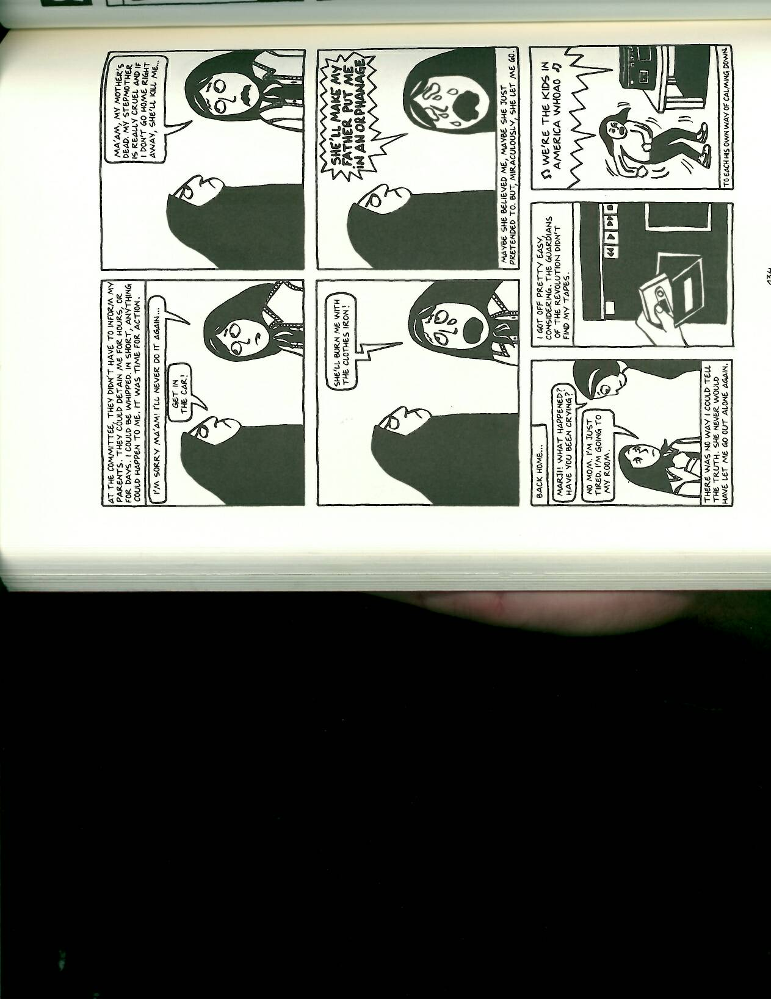 AT THE COMMITTEE, THEY DIDN'T HAVE TO INFORM MY
PARENTS. THEY COULD DETAIN ME FOR HOURS, OR
FOR DAYS. I COULD BE WHIPPED. IN SHORT, ANYTHING
COULD HAPPEN TO ME. IT WAS TIME FOR ACTION.
I'M SORRY MA'AM! I'LL NEVER DO IT AGAIN...
GET IN
THE CAR!
MA'AM, MY MOTHER'S
DEAD. MY STEPMOTHER
IS REALLY CRUEL AND IF
I DON'T GO HOME RIGHT
AWAY, SHE'LL KILL ME...
SHE'LL BURN ME WITH
THE CLOTHES IRON!
SHE'LL MAKE MY
FATHER PUT ME
IN AN ORPHANAGE
MAYBE SHE BELIEVED ME, MAYBE SHE JUST
PRETENDED TO. BUT, MIRACULOUSLY, SHE LET ME GO.
BACK HOME...
MARJI! WHAT HAPPENED?
HAVE YOU BEEN CRYING?
NO MOM. I'M JUST
TIRED. I'M GOING TO
MY ROOM.
THERE WAS NO WAY I COULD TELL
THE TRUTH. SHE NEVER WOULD
HAVE LET ME GO OUT ALONE AGAIN.
I GOT OFF PRETTY EASY,
CONSIDERING. THE GUARDIANS
OF THE REVOLUTION DIDN'T
FIND MY TAPES.
♫ WE'RE THE KIDS IN
AMERICA WHOAO ♫
TO EACH HIS OWN WAY OF CALMING DOWN.
134